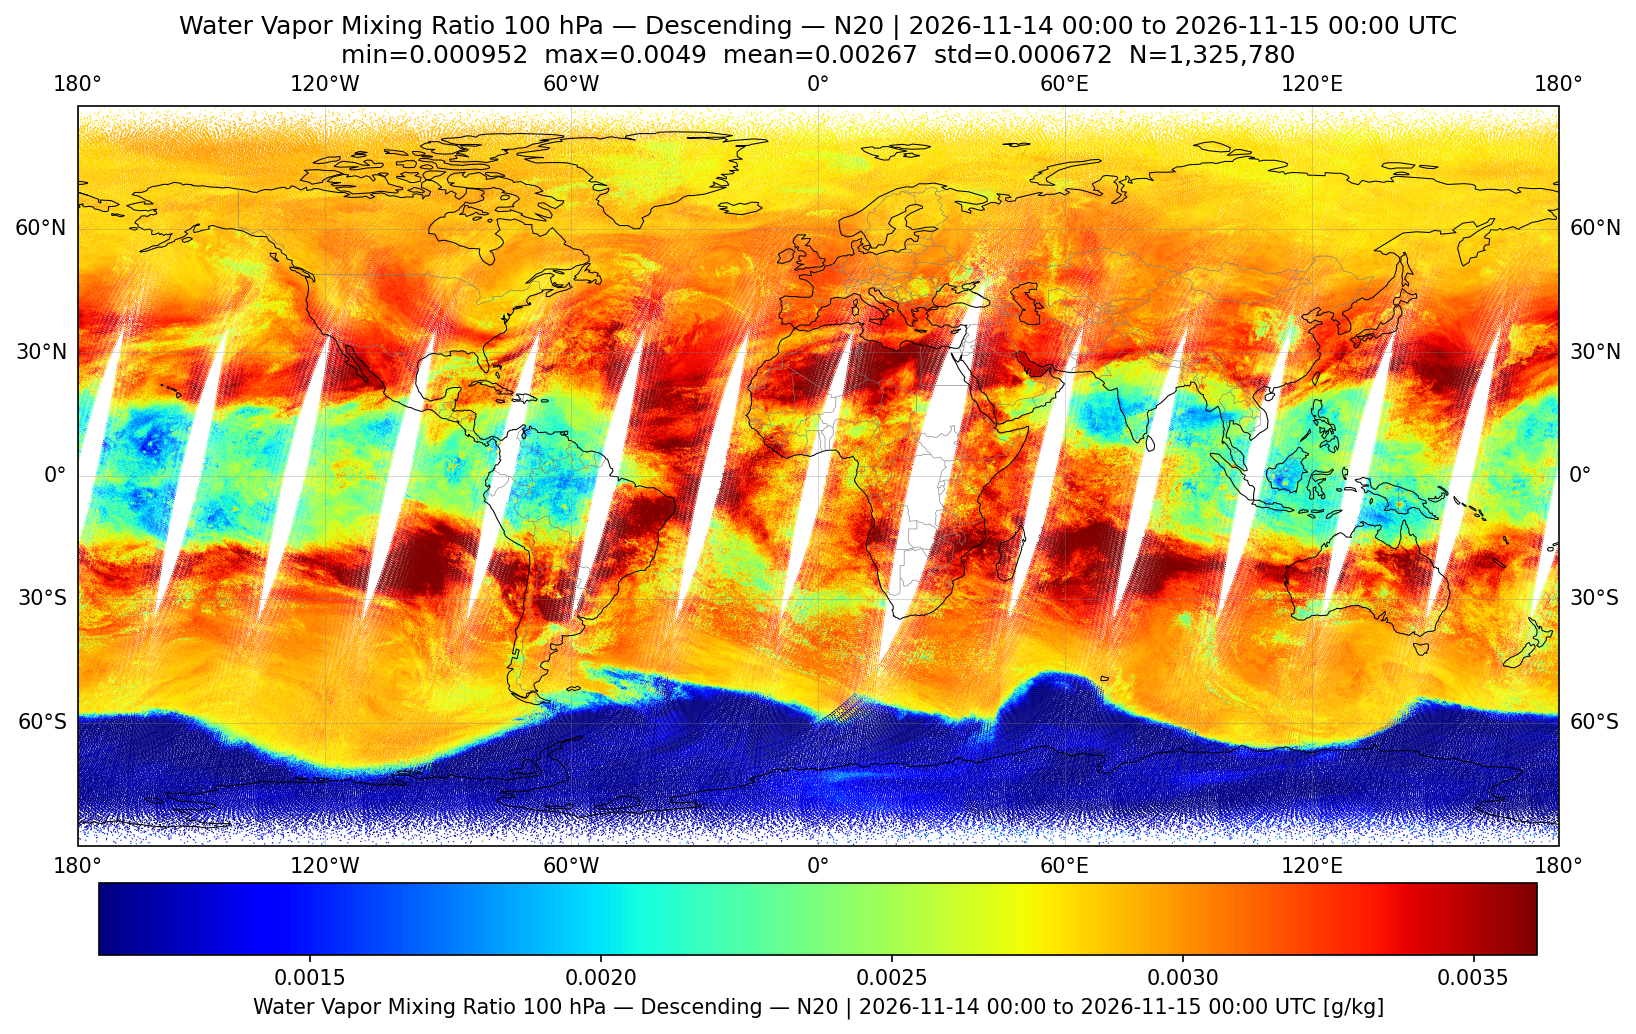 Water Vapor Mixing Ratio 100 hPa — Descending — N20 | 2026-11-14 00:00 to 2026-11-15 00:00 UTC
min=0.000952  max=0.0049  mean=0.00267  std=0.000672  N=1,325,780
180° 120°W 60°W 0° 60°E 120°E 180°
60°N 60°N
30°N 30°N
0° 0°
30°S 30°S
60°S 60°S
180° 120°W 60°W 0° 60°E 120°E 180°
0.0015 0.0020 0.0025 0.0030 0.0035
Water Vapor Mixing Ratio 100 hPa — Descending — N20 | 2026-11-14 00:00 to 2026-11-15 00:00 UTC [g/kg]